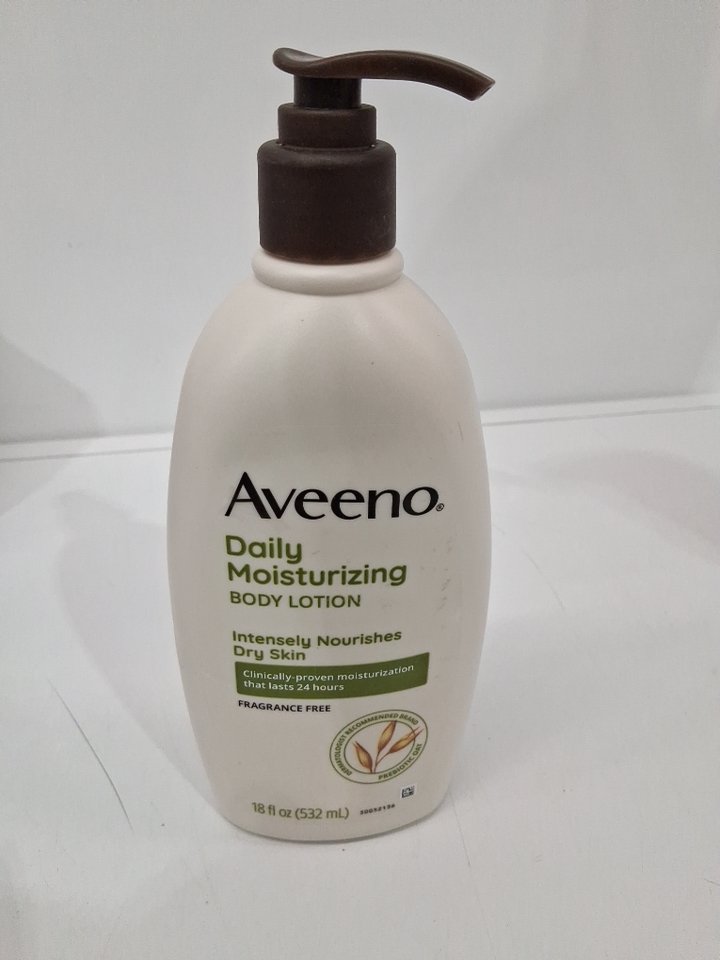 Aveeno®
Daily
Moisturizing
BODY LOTION
Intensely Nourishes
Dry Skin
Clinically-proven moisturization
that lasts 24 hours
FRAGRANCE FREE
DERMATOLOGIST RECOMMENDED BRAND
PREBIOTIC OAT
18 fl oz (532 mL)